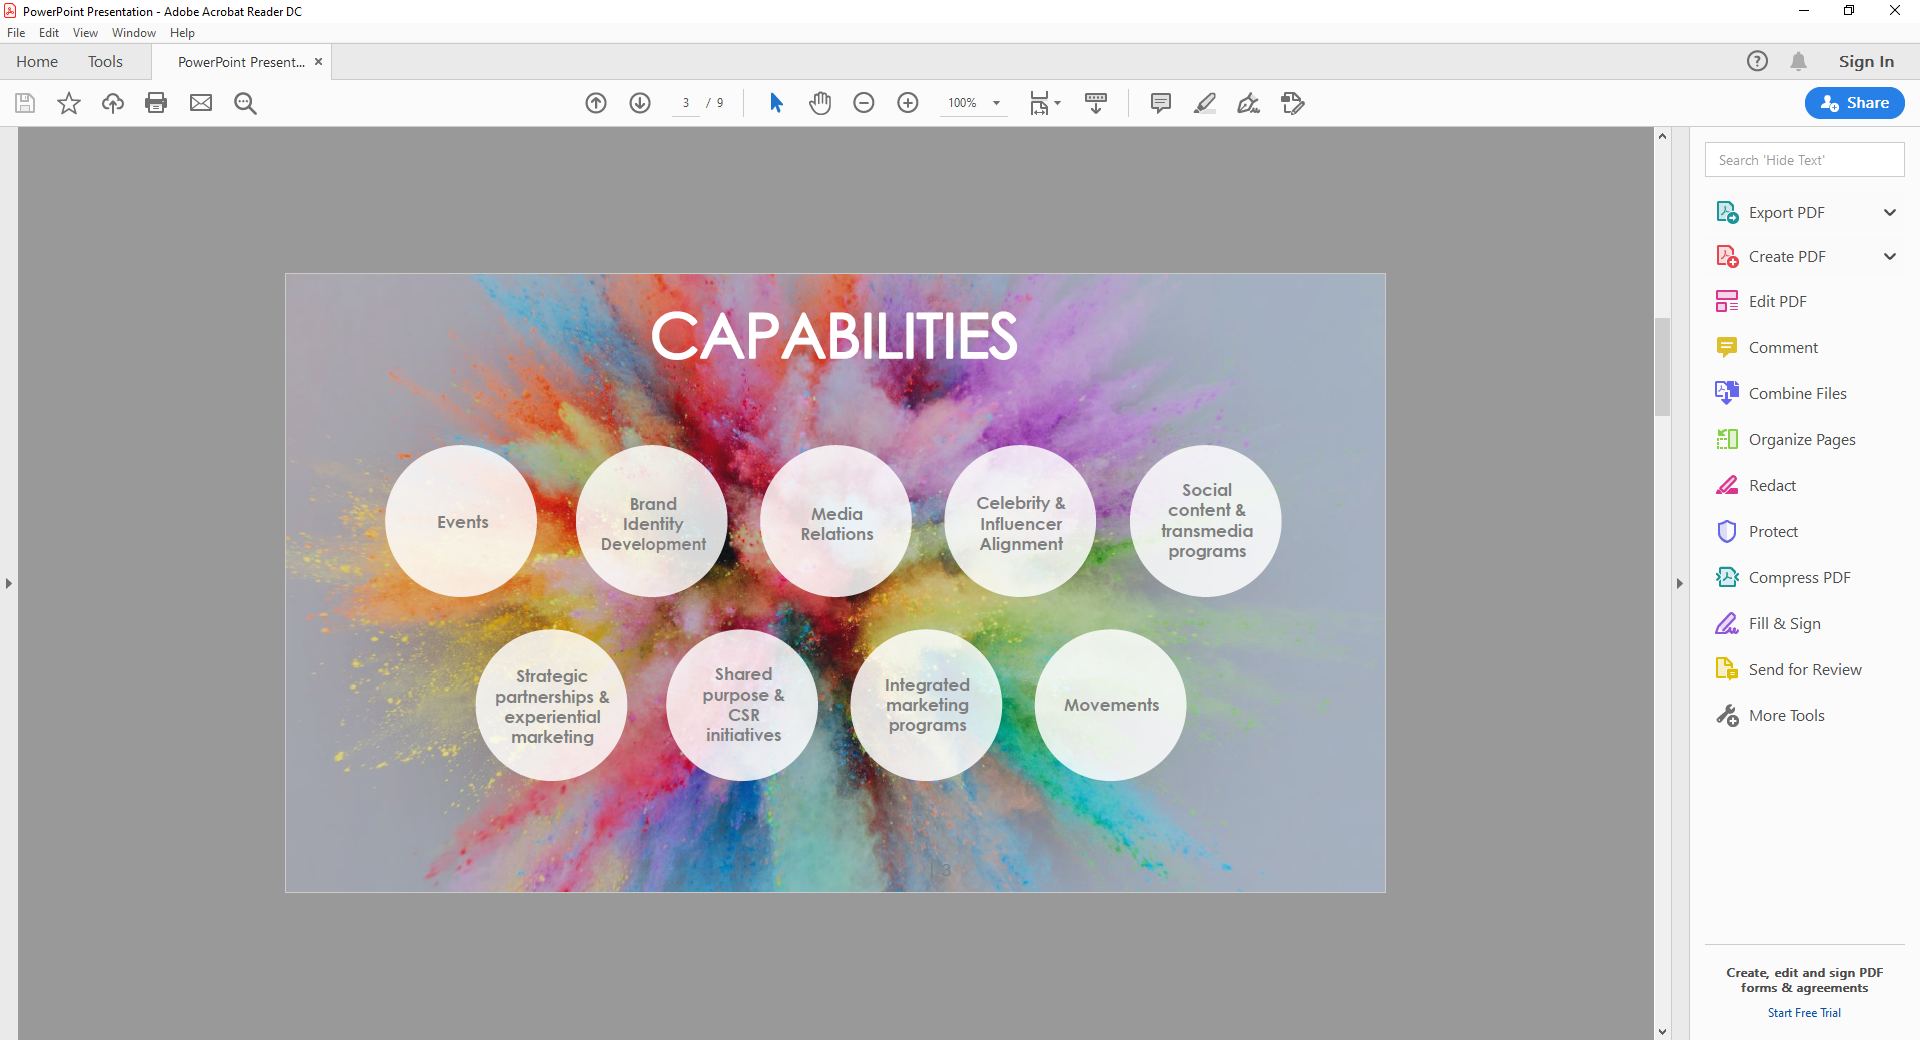 PowerPoint Presentation - Adobe Acrobat Reader DC
File Edit View Window Help
Home Tools PowerPoint Present... Sign In
3 / 9 100% Share
Search 'Hide Text'
Export PDF
Create PDF
Edit PDF
Comment
Combine Files
Organize Pages
Redact
Protect
Compress PDF
Fill & Sign
Send for Review
More Tools
Create, edit and sign PDF
forms & agreements
Start Free Trial
CAPABILITIES
Events
Brand
Identity
Development
Media
Relations
Celebrity &
Influencer
Alignment
Social
content &
transmedia
programs
Strategic
partnerships &
experiential
marketing
Shared
purpose &
CSR
initiatives
Integrated
marketing
programs
Movements
| 3